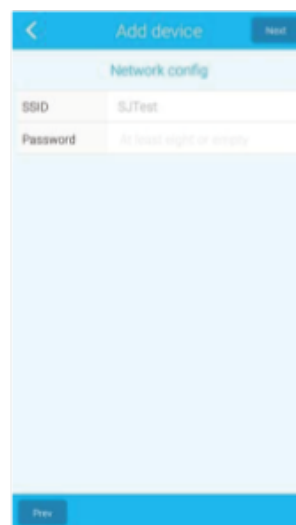 Add device Next
Network config
SSID SJTest
Password At least eight or empty
Prev